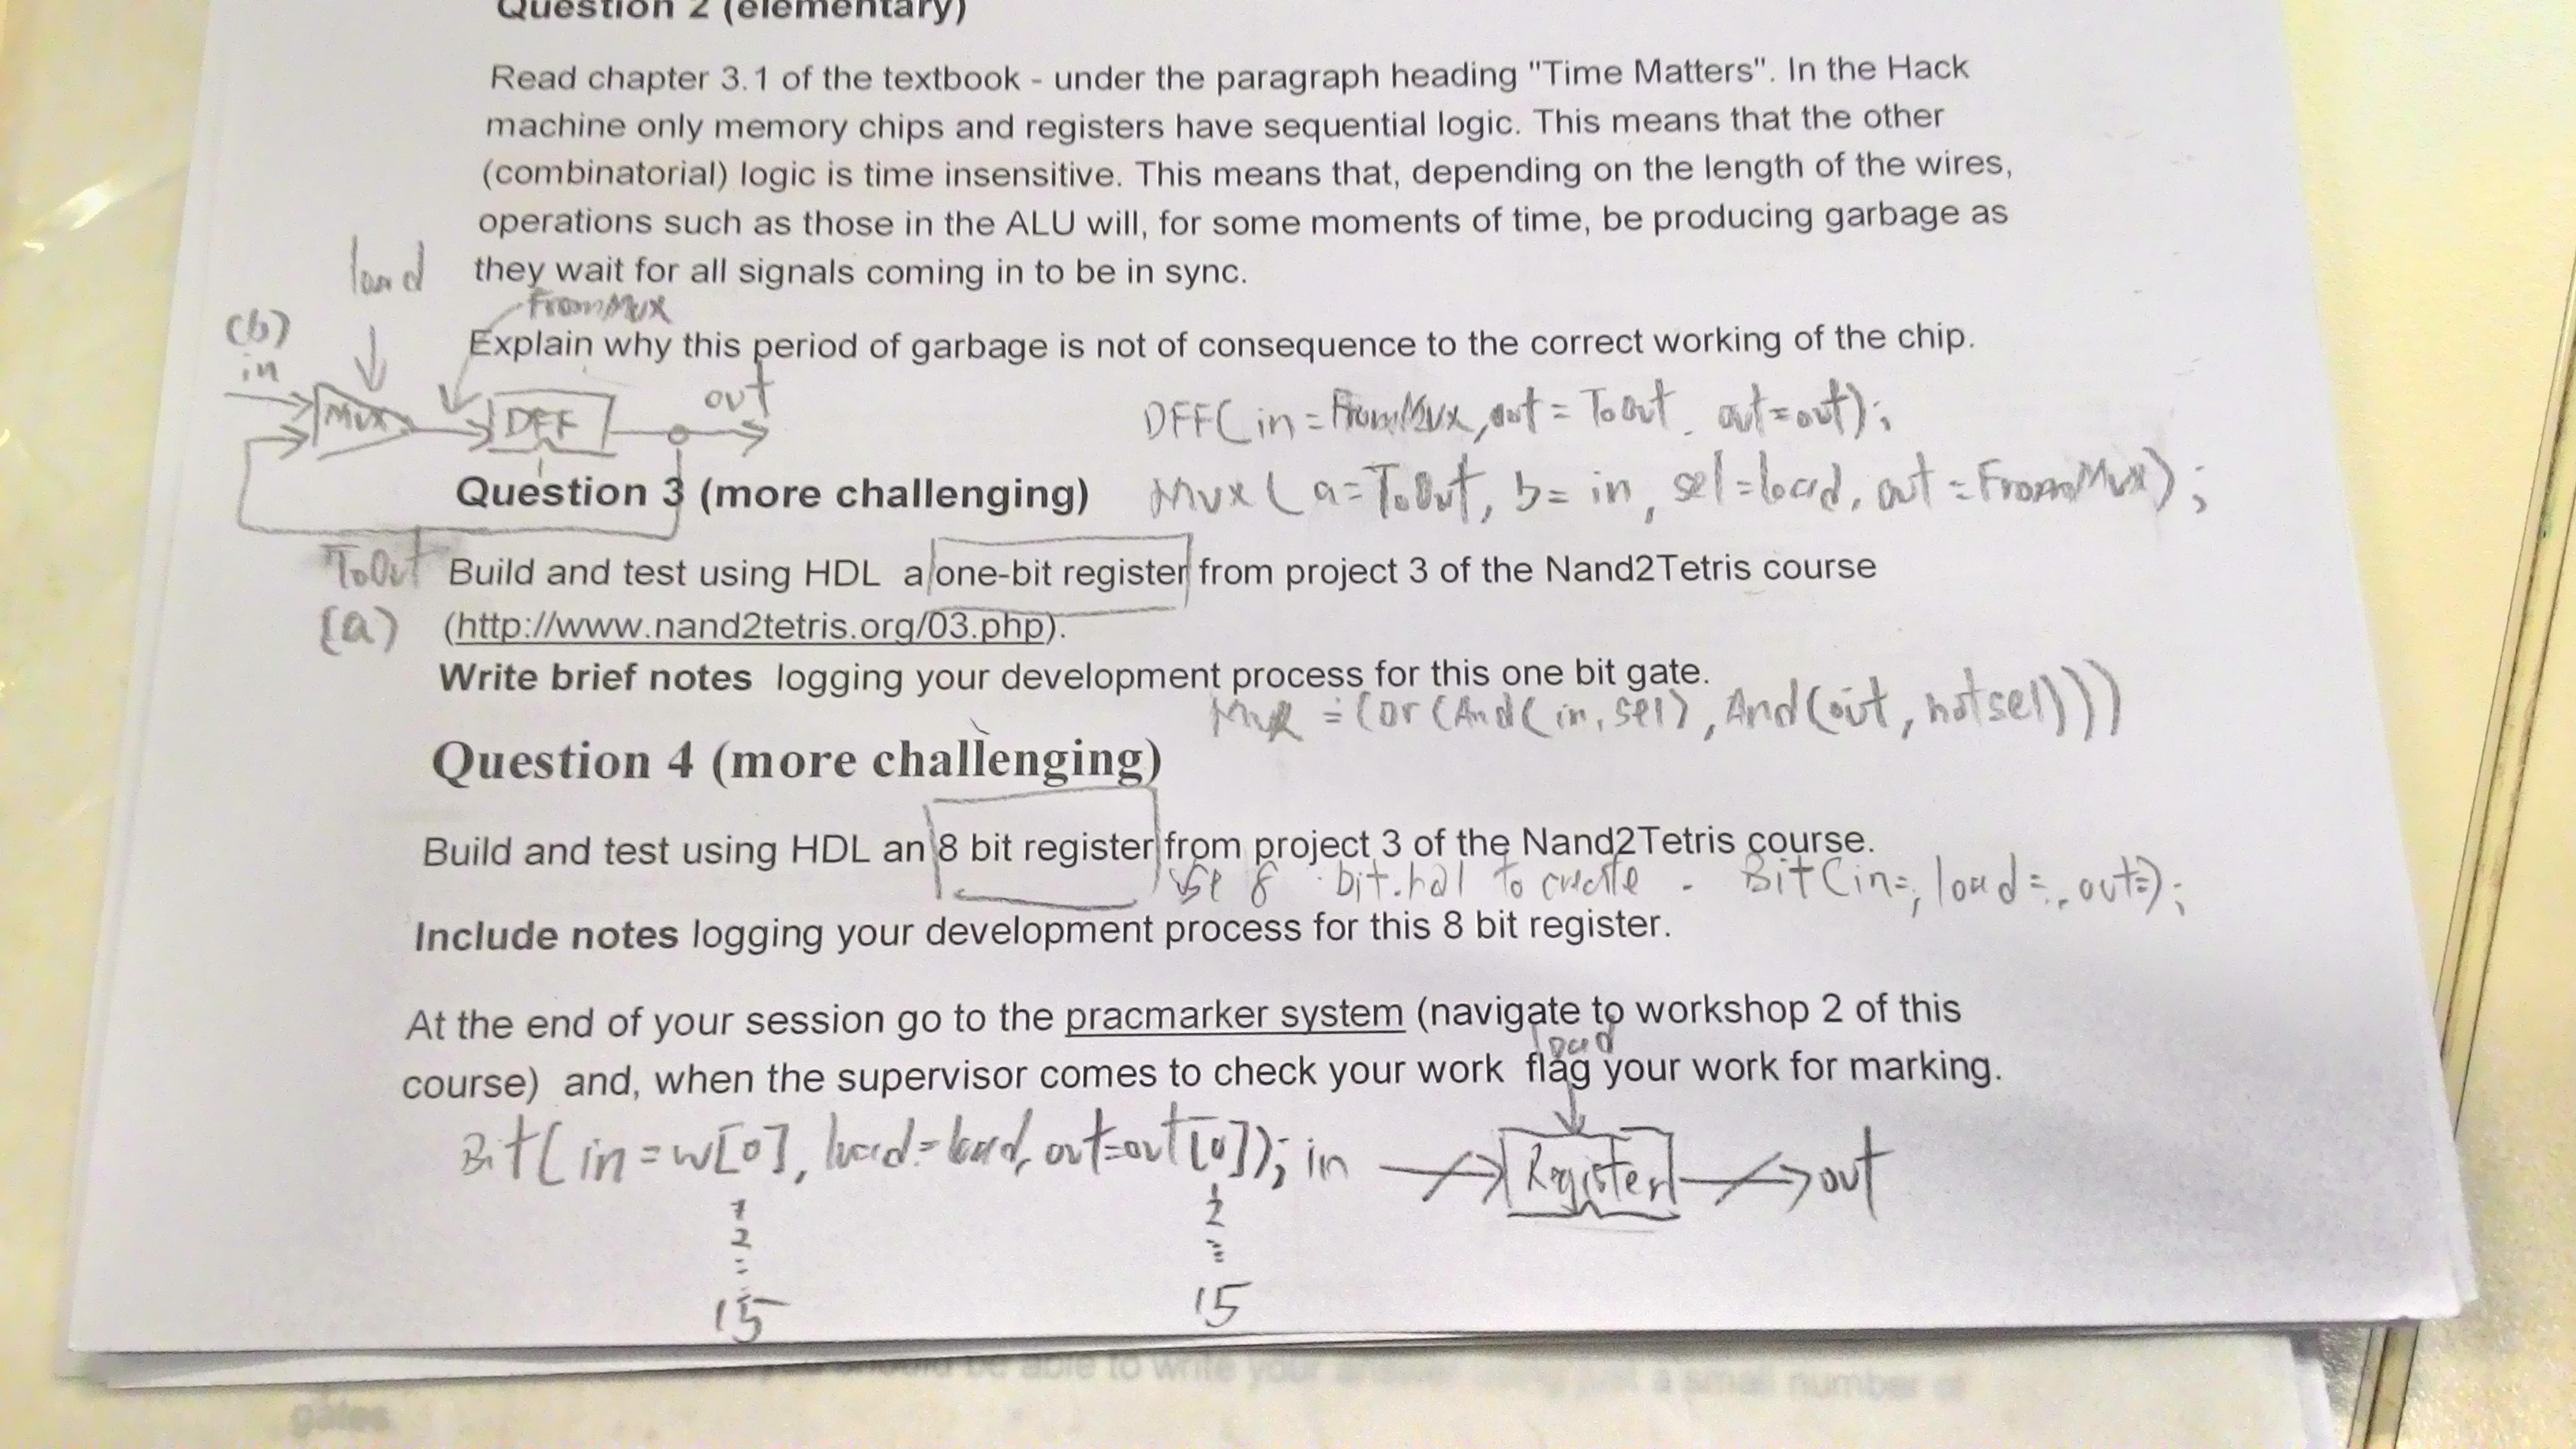 Question 2 (elementary)
Read chapter 3.1 of the textbook - under the paragraph heading "Time Matters". In the Hack
machine only memory chips and registers have sequential logic. This means that the other
(combinatorial) logic is time insensitive. This means that, depending on the length of the wires,
operations such as those in the ALU will, for some moments of time, be producing garbage as
they wait for all signals coming in to be in sync.
load
FromMux
(b)
in
Explain why this period of garbage is not of consequence to the correct working of the chip.
Mux
DFF
out
DFF(in=FromMux, out=ToOut, out=out);
Mux(a=ToOut, b=in, sel=load, out=FromMux);
Question 3 (more challenging)
ToOut
(a)
Build and test using HDL a one-bit register from project 3 of the Nand2Tetris course
(http://www.nand2tetris.org/03.php).
Write brief notes logging your development process for this one bit gate.
Mux = (or(And(in, sel), And(out, notsel)))
Question 4 (more challenging)
Build and test using HDL an 8 bit register from project 3 of the Nand2Tetris course.
Use 8 bit.hdl to create - Bit(in=, load=, out=);
Include notes logging your development process for this 8 bit register.
At the end of your session go to the pracmarker system (navigate to workshop 2 of this
course) and, when the supervisor comes to check your work flag your work for marking.
load
Bit(in=w[0], load=load, out=out[0]);
1
2
15
2
15
in
Register
out
gates
be able to write your answer using just a small number of